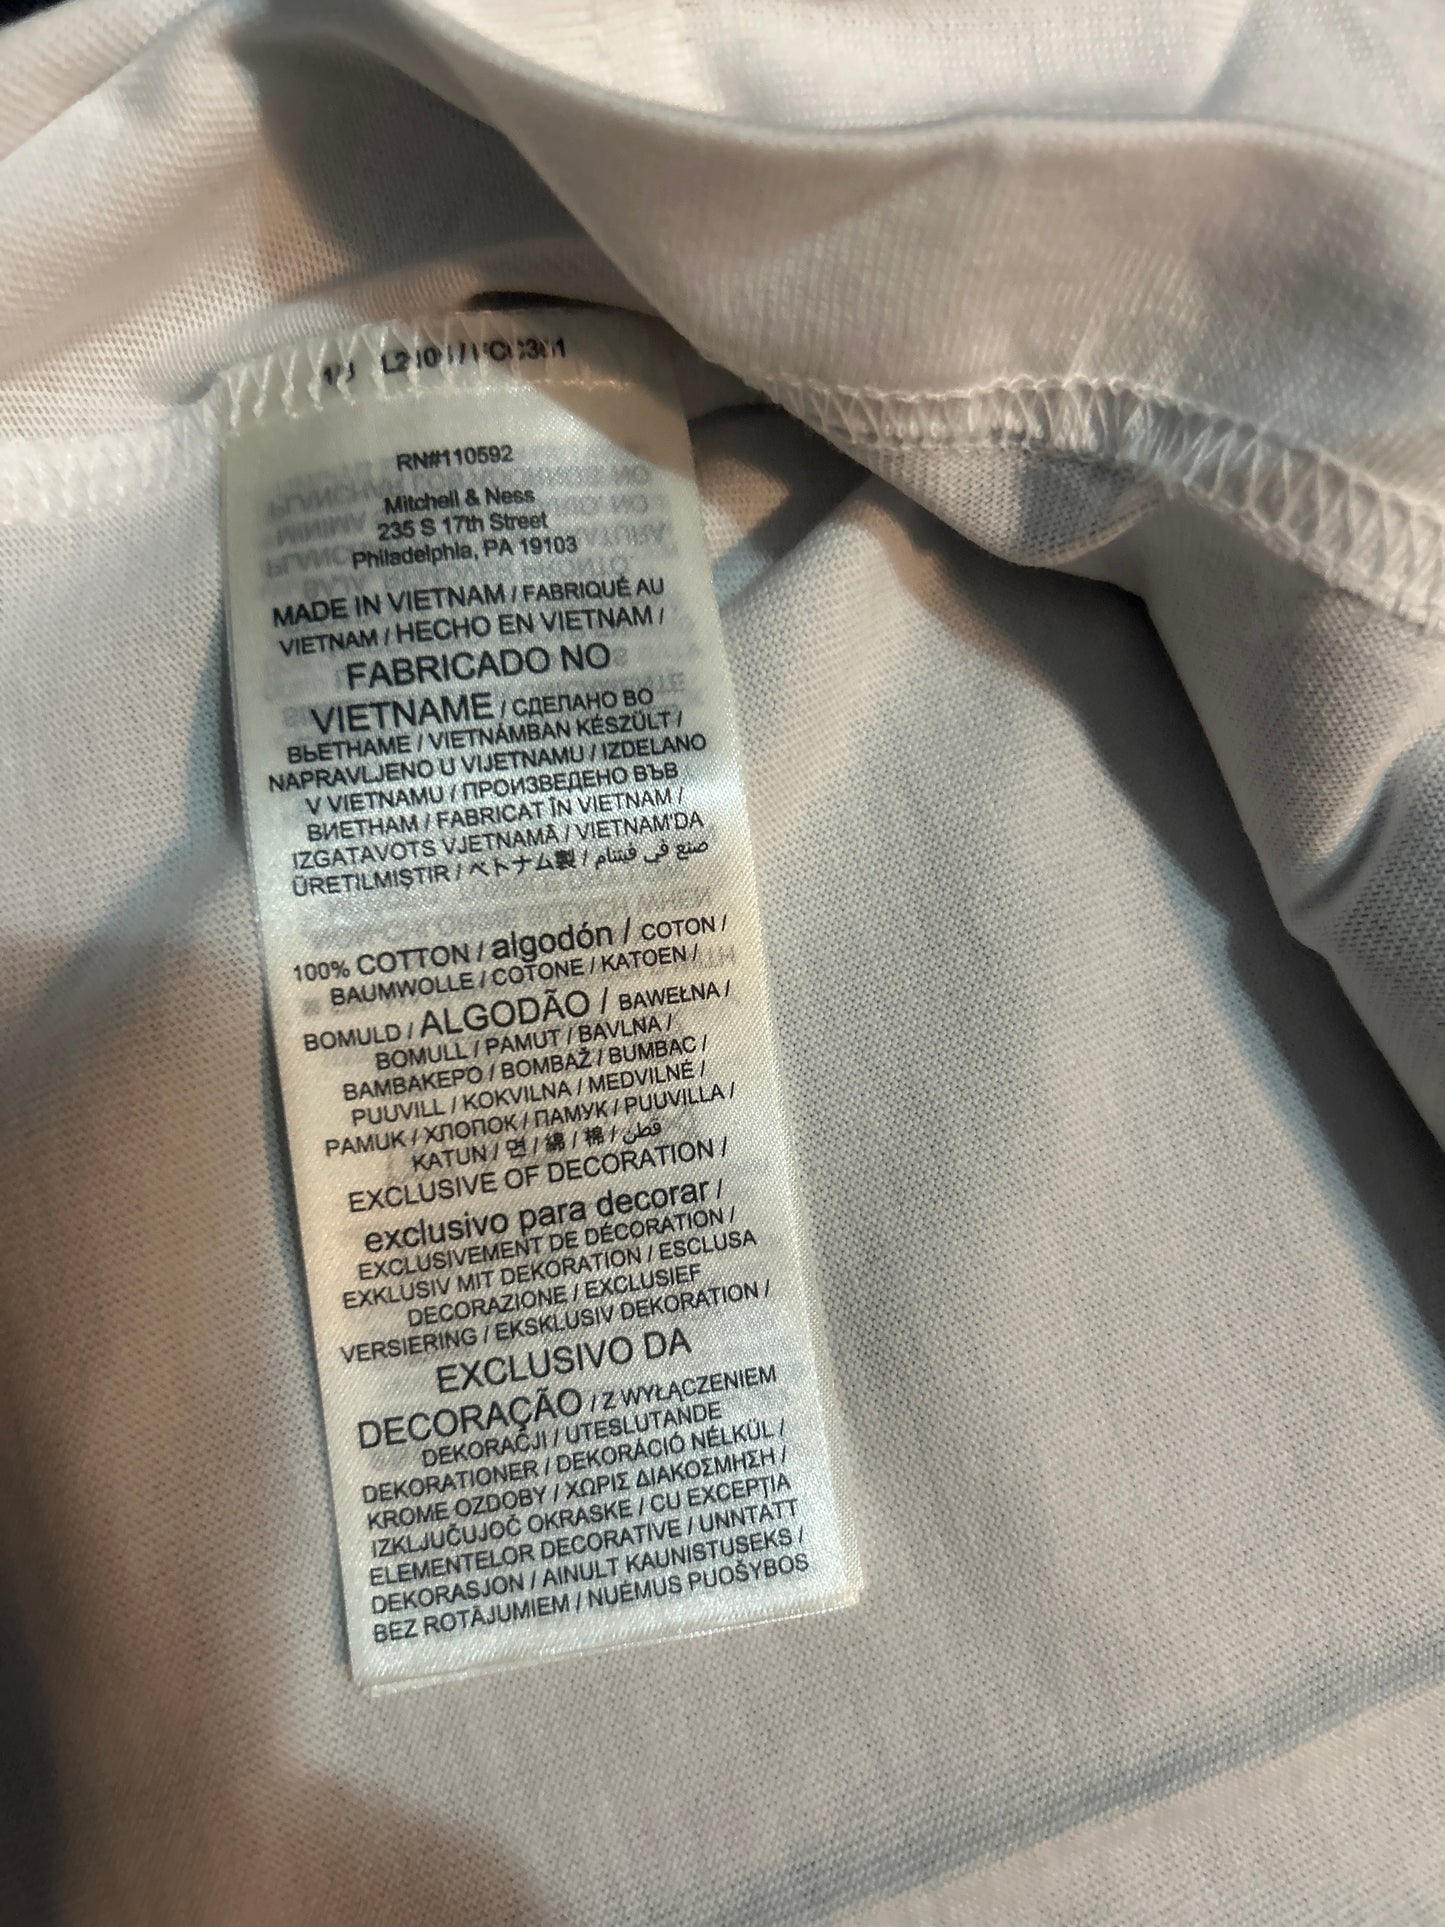 RN#110592
Mitchell & Ness
235 S 17th Street
Philadelphia, PA 19103
MADE IN VIETNAM / FABRIQUÉ AU
VIETNAM / HECHO EN VIETNAM /
FABRICADO NO
VIETNAME / СДЕЛАНО ВО
ВЬЕТНАМЕ / VIETNÁMBAN KÉSZÜLT /
NAPRAVLJENO U VIJETNAMU / IZDELANO
V VIETNAMU / ПРОИЗВЕДЕНО ВЪВ
ВИЕТНАМ / FABRICAT ÎN VIETNAM /
IZGATAVOTS VJETNAMĀ / VIETNAM'DA
ÜRETILMIŞTIR / ベトナム製 / صنع في فيتنام
100% COTTON / algodón / COTON /
BAUMWOLLE / COTONE / KATOEN /
BOMULD / ALGODÃO / BAWEŁNA /
BOMULL / PAMUT / BAVLNA /
ΒΑΜΒΑΚΕΡΟ / BOMBAŽ / BUMBAC /
PUUVILL / KOKVILNA / MEDVILNĖ /
PAMUK / ХЛОПОК / ПАМУК / PUUVILLA /
KATUN / 면 / 綿 / 棉 / قطن
EXCLUSIVE OF DECORATION /
exclusivo para decorar /
EXCLUSIVEMENT DE DÉCORATION /
EXKLUSIV MIT DEKORATION / ESCLUSA
DECORAZIONE / EXCLUSIEF
VERSIERING / EKSKLUSIV DEKORATION /
EXCLUSIVO DA
DECORAÇÃO / Z WYŁĄCZENIEM
DEKORAČJI / UTESLUTANDE
DEKORATIONER / DEKORÁCIÓ NÉLKÜL /
KROME OZDOBY / ΧΩΡΙΣ ΔΙΑΚΟΣΜΗΣΗ /
IZKLJUČUJOČ OKRASKE / CU EXCEPȚIA
ELEMENTELOR DECORATIVE / UNNTATT
DEKORASJON / AINULT KAUNISTUSEKS /
BEZ ROTĀJUMIEM / NUĖMUS PUOŠYBOS